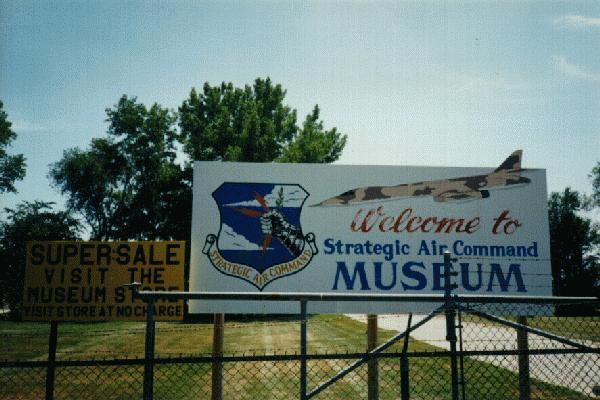 SUPER-SALE
VISIT THE
MUSEUM STORE
VISIT STORE AT NO CHARGE
STRATEGIC AIR COMMAND
Welcome to
Strategic Air Command
MUSEUM